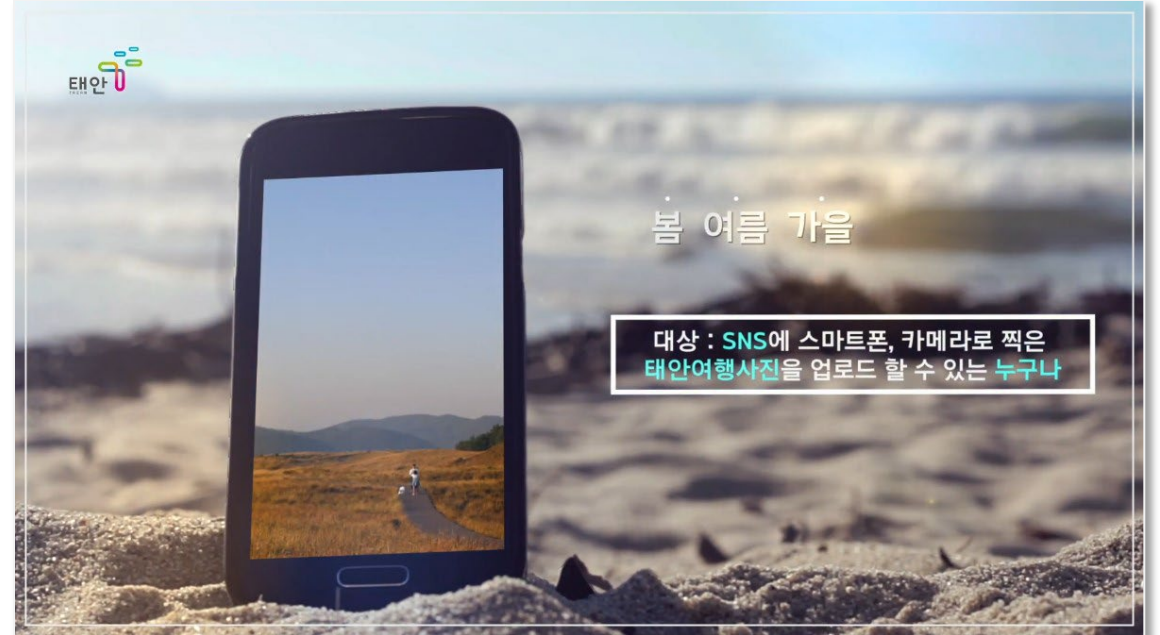 태안
봄 여름 가을
대상 : SNS에 스마트폰, 카메라로 찍은
태안여행사진을 업로드 할 수 있는 누구나